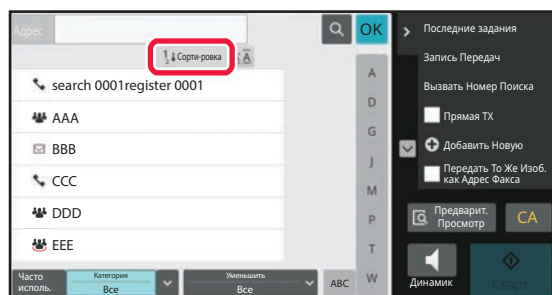 Адрес
OK
Сорти-ровка
A
search 0001register 0001
AAA
BBB
CCC
DDD
EEE
A
D
G
J
M
P
T
W
Часто
исполь.
Категория
Все
Уменьшить
Все
ABC
Последние задания
Запись Передач
Вызвать Номер Поиска
Прямая TX
Добавить Новую
Передать То Же Изоб.
как Адрес Факса
Предварит.
Просмотр
CA
Динамик
Старт